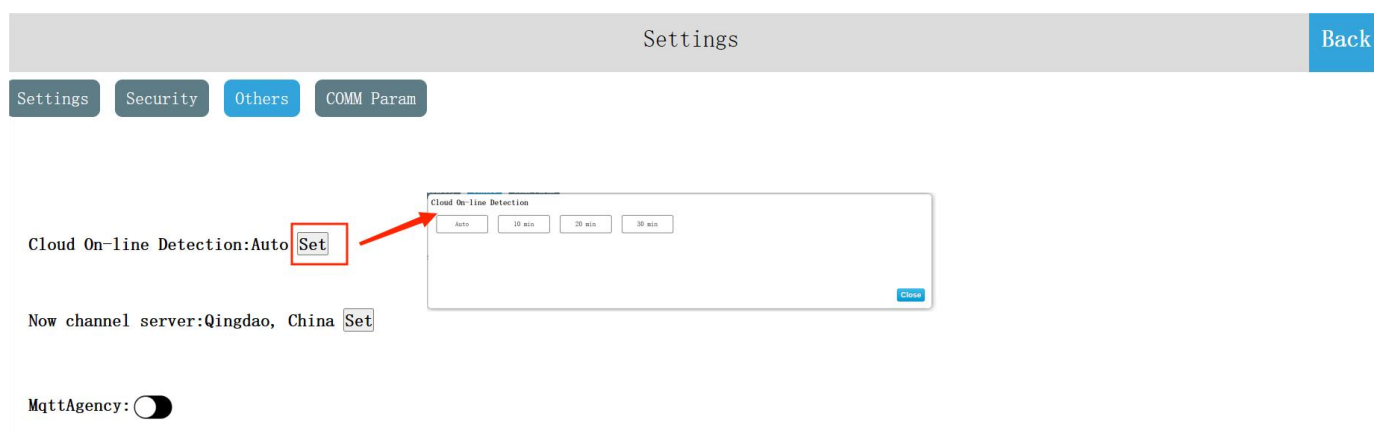 Settings
Back
Settings Security Others COMM Param
Cloud On-line Detection
Auto 10 min 20 min 30 min
Cloud On-line Detection:Auto Set
Close
Now channel server:Qingdao, China Set
MqttAgency: